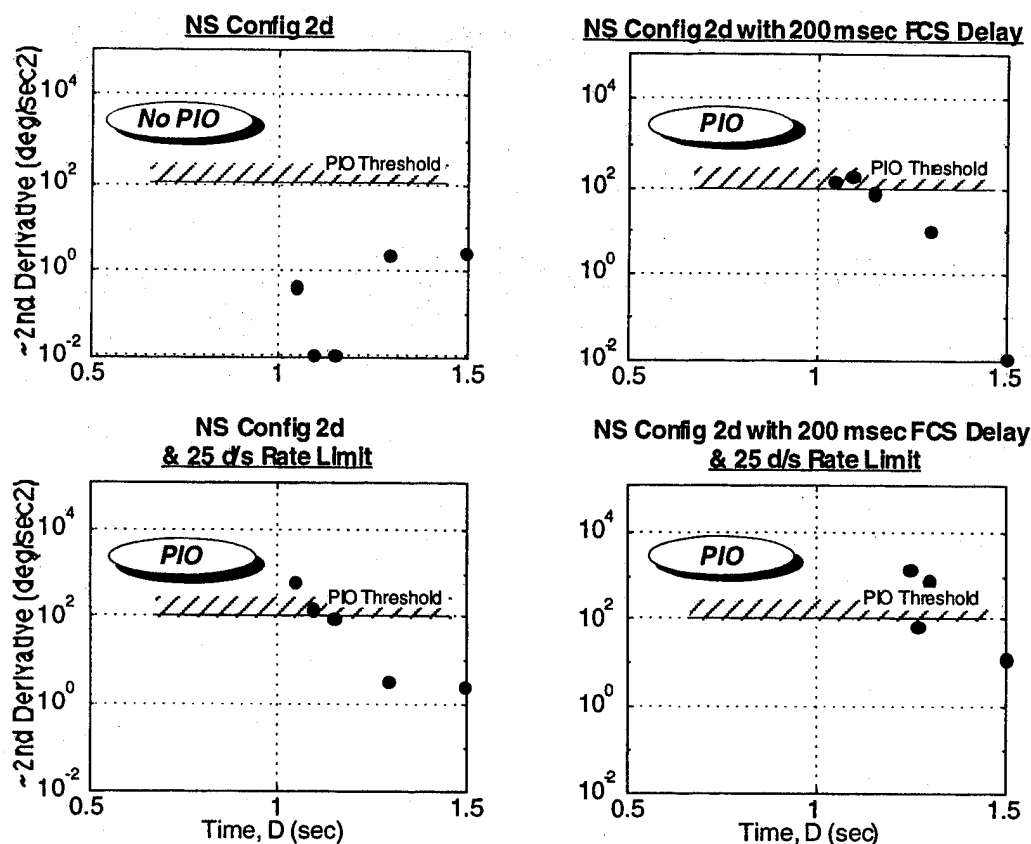 NS Config 2d
~2nd Derivative (deg/sec2)
10^4
10^2
10^0
10^-2
No PIO
PIO Threshold
0.5
1
1.5
NS Config 2d with 200 msec FCS Delay
10^4
10^2
10^0
10^-2
PIO
PIO Threshold
0.5
1
1.5
NS Config 2d
& 25 d/s Rate Limit
~2nd Derivative (deg/sec2)
10^4
10^2
10^0
10^-2
PIO
PIO Threshold
0.5
1
1.5
Time, D (sec)
NS Config 2d with 200 msec FCS Delay
& 25 d/s Rate Limit
10^4
10^2
10^0
10^-2
PIO
PIO Threshold
0.5
1
1.5
Time, D (sec)